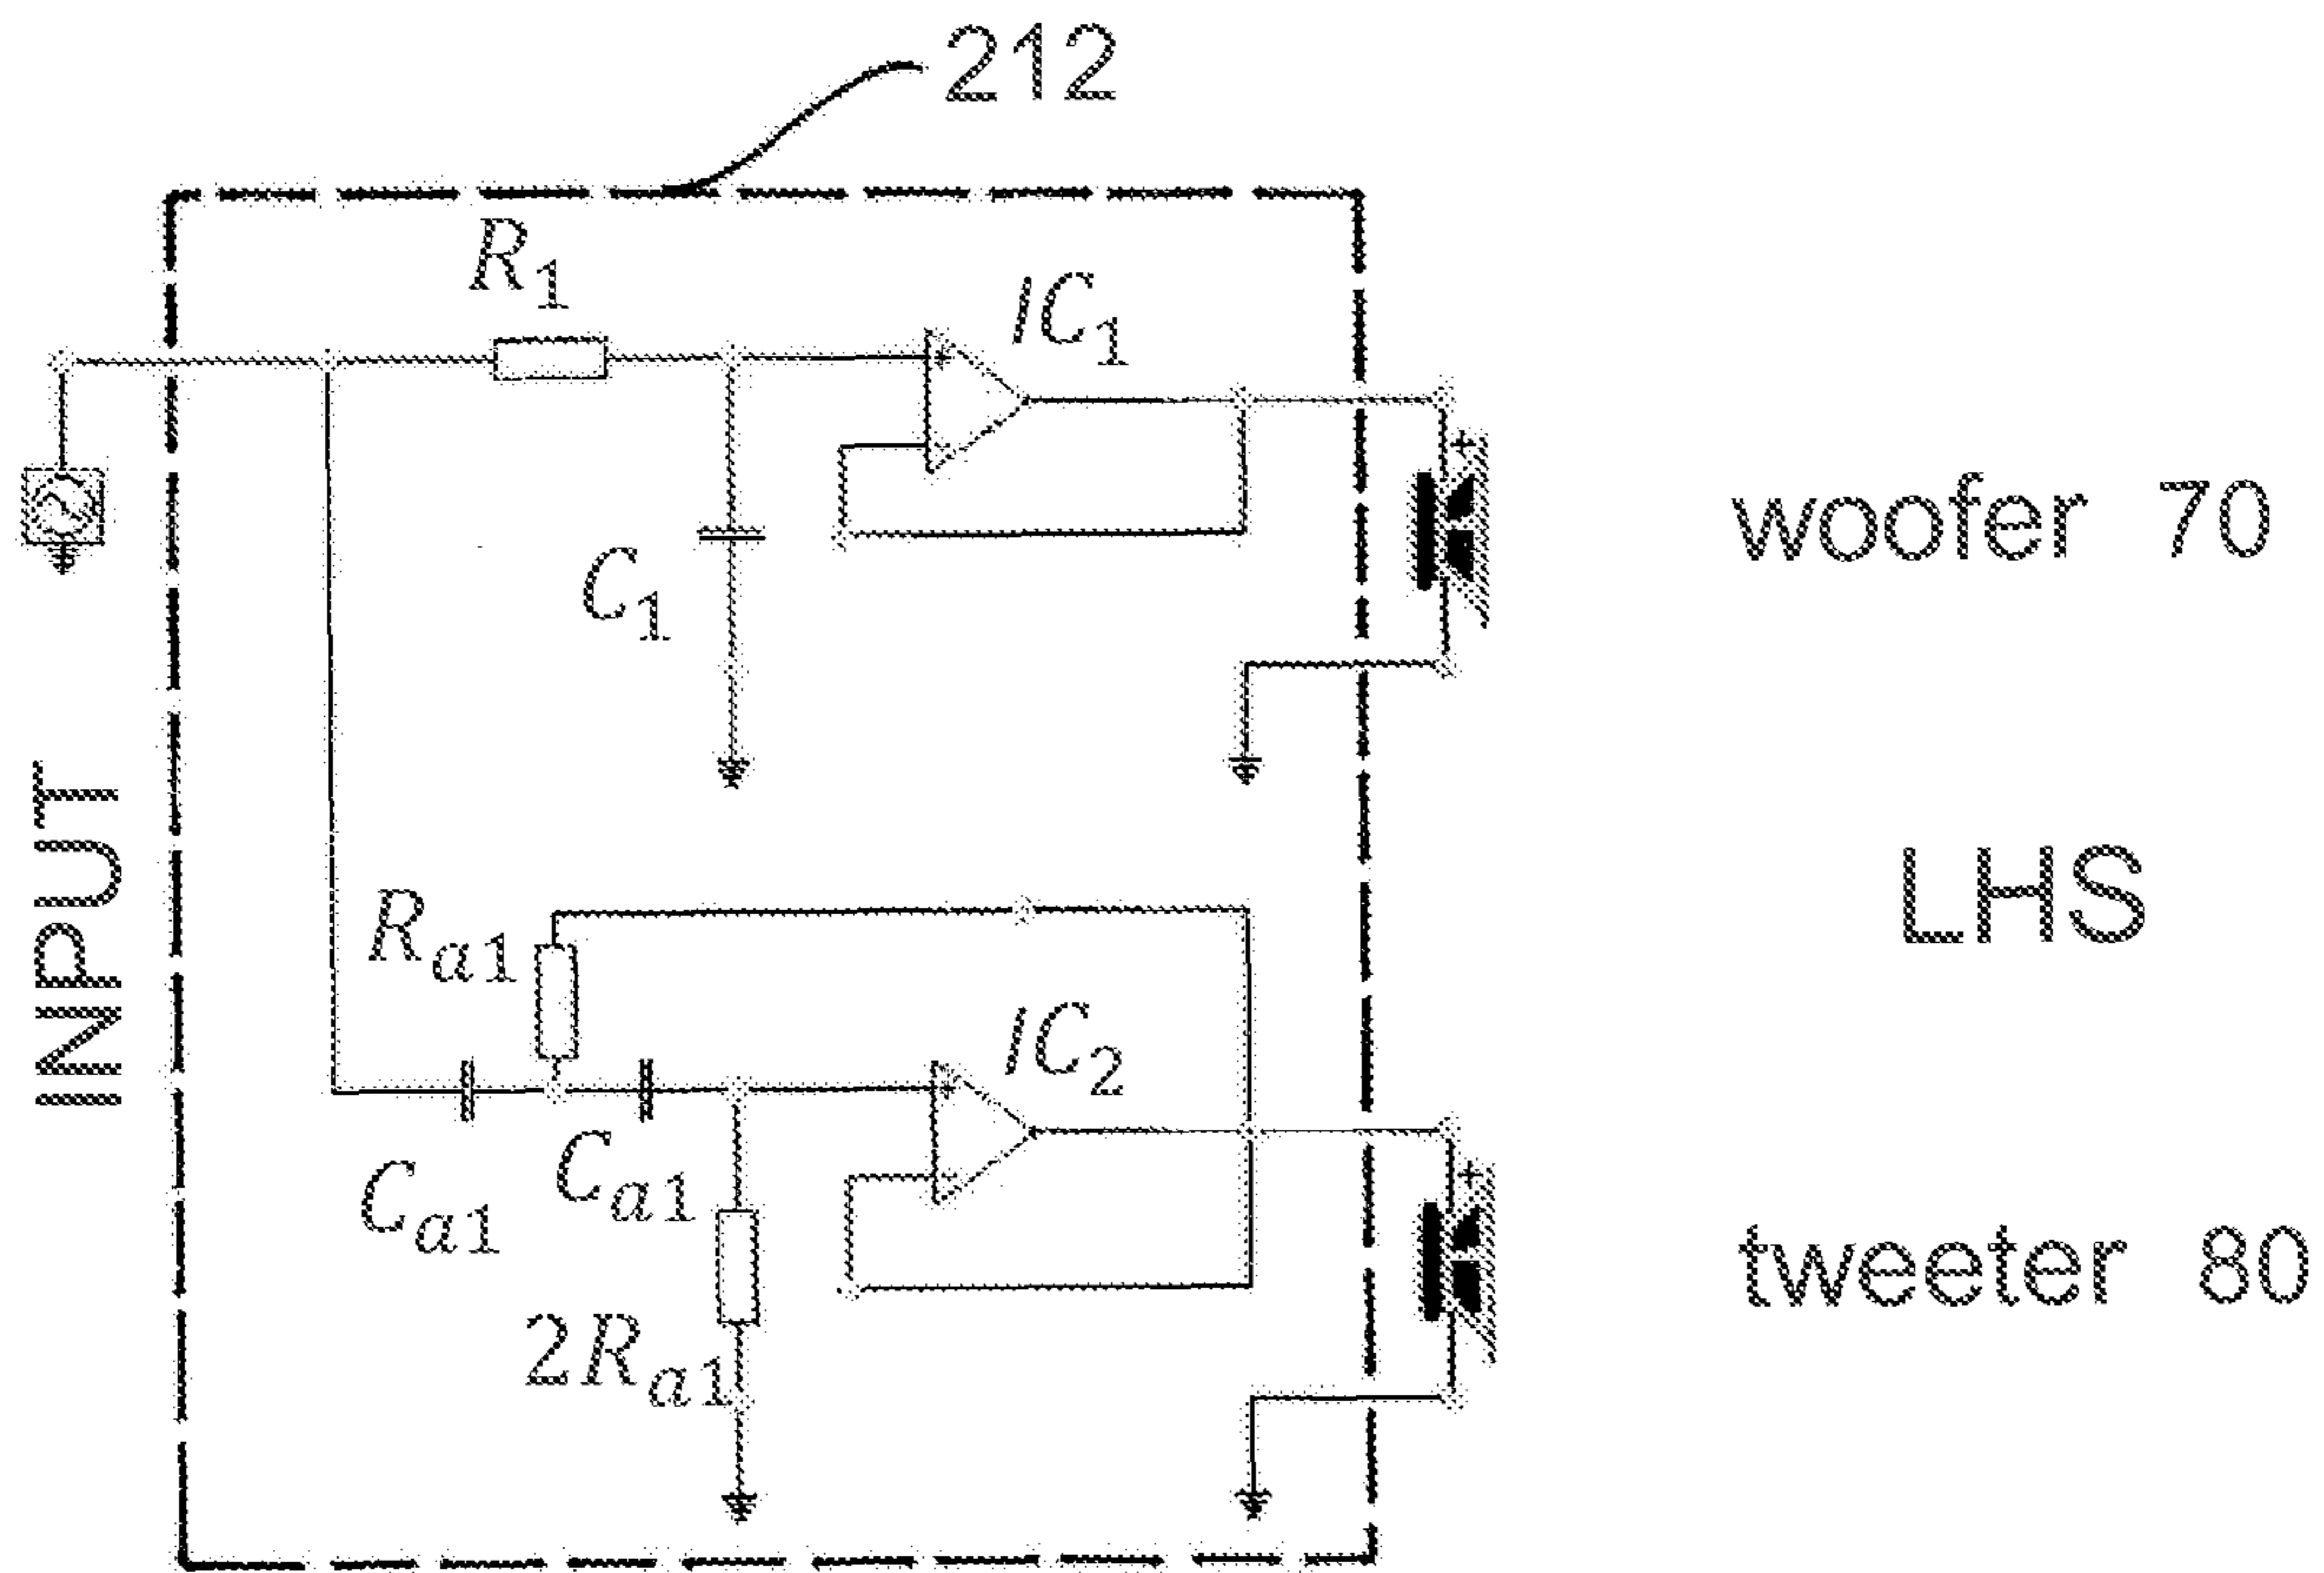 212
R₁
IC₁
+
C₁
woofer 70
INPUT
LHS
Rₐ₁
IC₂
+
Cₐ₁
Cₐ₁
2Rₐ₁
tweeter 80